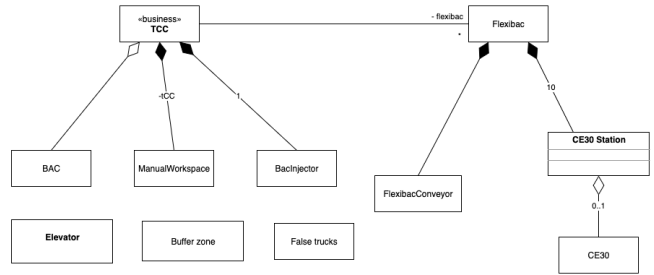 «business»
TCC
- flexibac
*
Flexibac
-tCC
1
10
BAC
ManualWorkspace
BacInjector
FlexibacConveyor
CE30 Station
0..1
Elevator
Buffer zone
False trucks
CE30